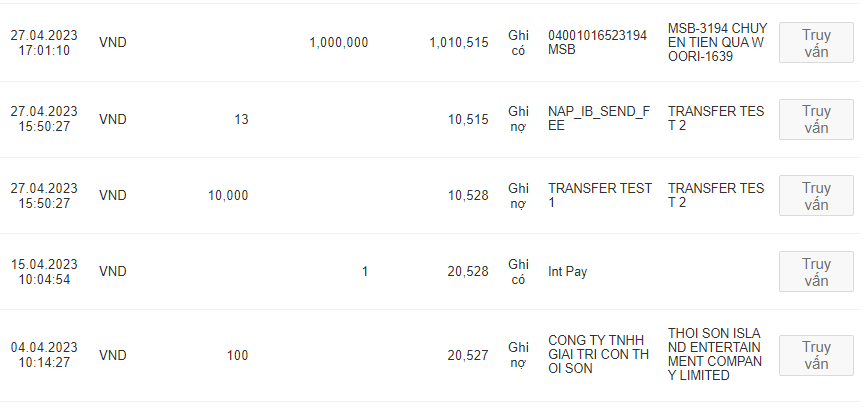 27.04.2023
17:01:10
VND
1,000,000
1,010,515
Ghi
có
04001016523194
MSB
MSB-3194 CHUY
EN TIEN QUA W
OORI-1639
Truy
vấn
27.04.2023
15:50:27
VND
13
10,515
Ghi
nợ
NAP_IB_SEND_F
EE
TRANSFER TES
T 2
Truy
vấn
27.04.2023
15:50:27
VND
10,000
10,528
Ghi
nợ
TRANSFER TEST
1
TRANSFER TES
T 2
Truy
vấn
15.04.2023
10:04:54
VND
1
20,528
Ghi
có
Int Pay
Truy
vấn
04.04.2023
10:14:27
VND
100
20,527
Ghi
nợ
CONG TY TNHH
GIAI TRI CON TH
OI SON
THOI SON ISLA
ND ENTERTAIN
MENT COMPAN
Y LIMITED
Truy
vấn